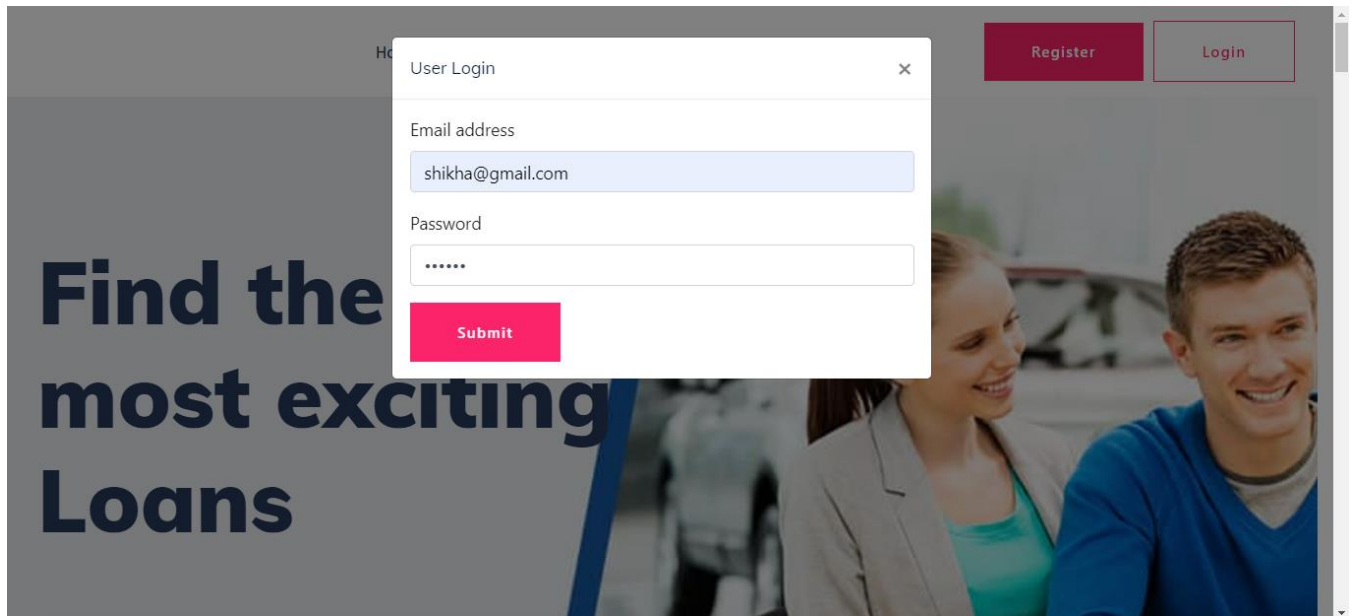 Register
Login
User Login
×
Email address
shikha@gmail.com
Password
••••••
Submit
Find the
most exciting
Loans